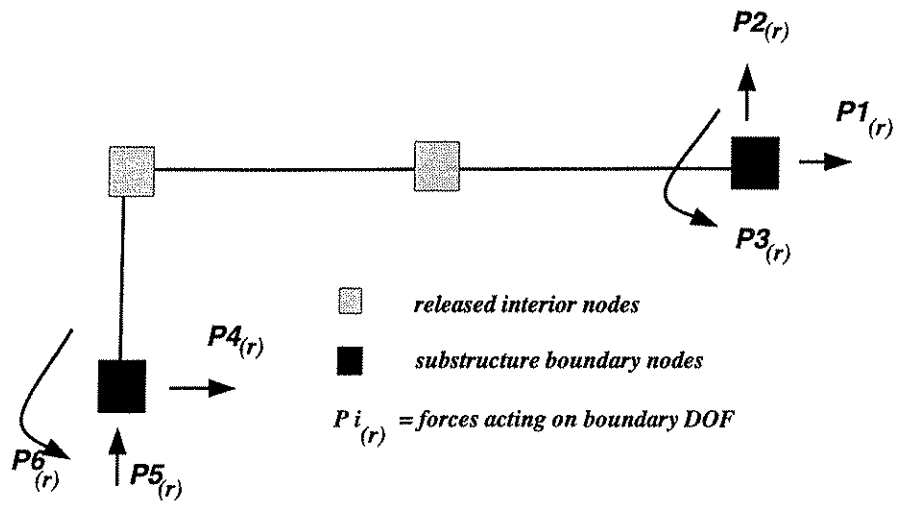 P2(r)
P1(r)
P3(r)
released interior nodes
P4(r)
substructure boundary nodes
P i(r) = forces acting on boundary DOF
P6(r)
P5(r)